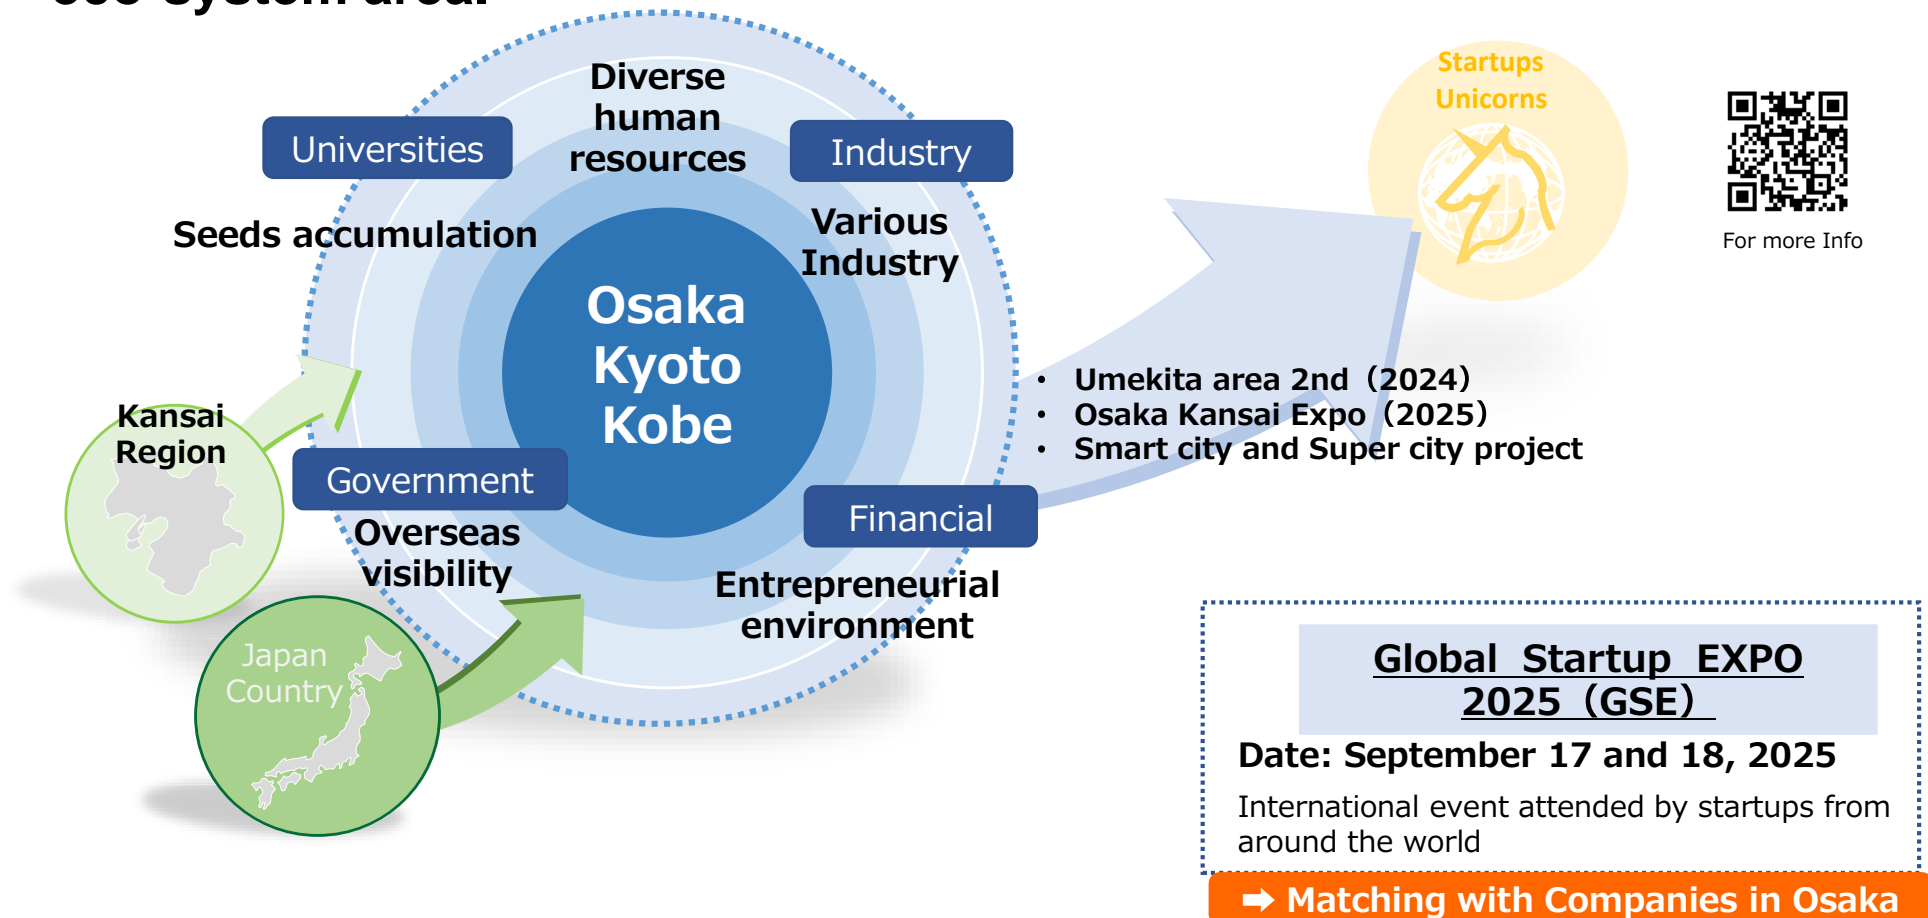 Startups
Unicorns
Diverse
human
resources
Universities
Industry
Seeds accumulation
Various
Industry
For more Info
Osaka
Kyoto
Kobe
Kansai
Region
• Umekita area 2nd（2024）
• Osaka Kansai Expo（2025）
• Smart city and Super city project
Government
Overseas
visibility
Financial
Entrepreneurial
environment
Japan
Country
Global Startup EXPO
2025（GSE）
Date: September 17 and 18, 2025
International event attended by startups from
around the world
➡ Matching with Companies in Osaka